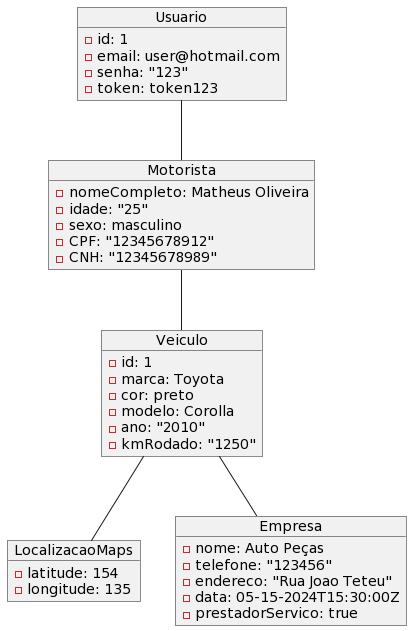 Usuario
id: 1
email: user@hotmail.com
senha: "123"
token: token123
Motorista
nomeCompleto: Matheus Oliveira
idade: "25"
sexo: masculino
CPF: "12345678912"
CNH: "12345678989"
Veiculo
id: 1
marca: Toyota
cor: preto
modelo: Corolla
ano: "2010"
kmRodado: "1250"
LocalizacaoMaps
latitude: 154
longitude: 135
Empresa
nome: Auto Peças
telefone: "123456"
endereco: "Rua Joao Teteu"
data: 05-15-2024T15:30:00Z
prestadorServico: true